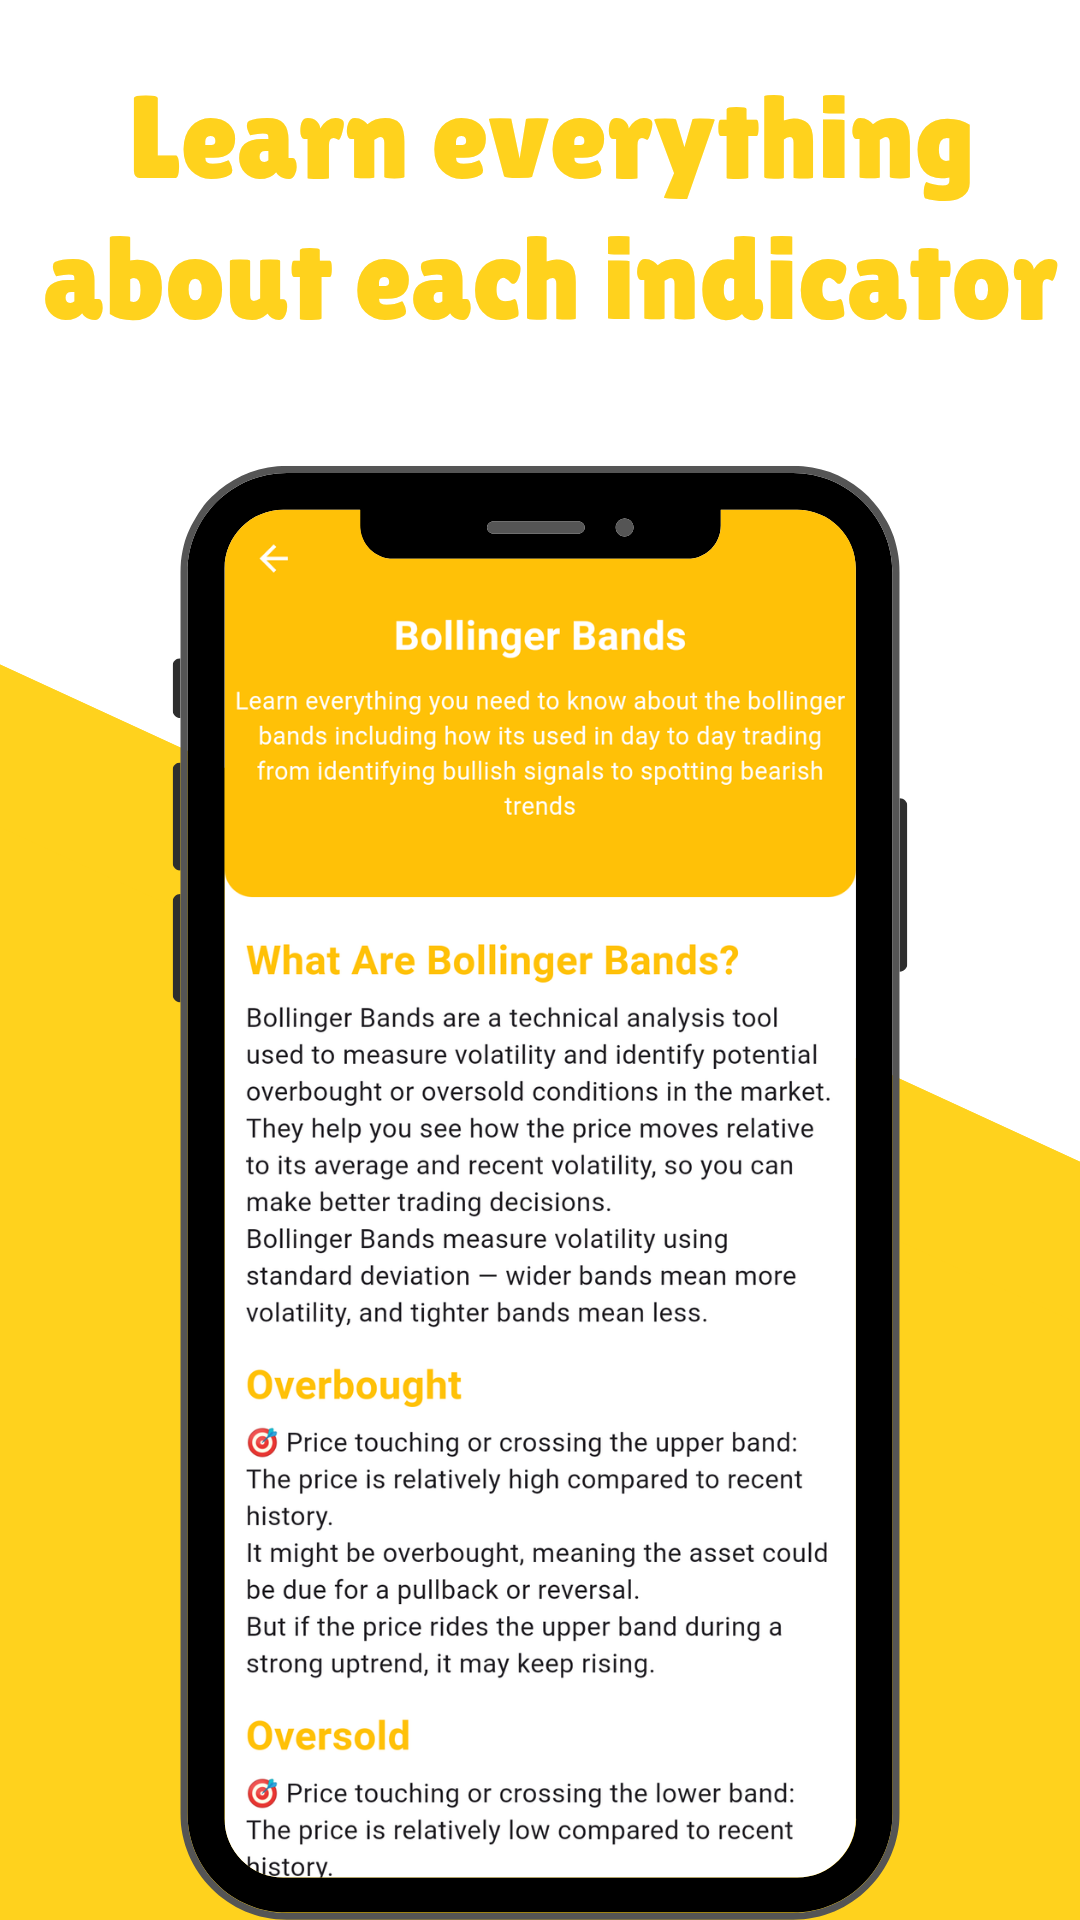 Learn everything
about each indicator
Bollinger Bands
Learn everything you need to know about the bollinger
bands including how its used in day to day trading
from identifying bullish signals to spotting bearish
trends
What Are Bollinger Bands?
Bollinger Bands are a technical analysis tool
used to measure volatility and identify potential
overbought or oversold conditions in the market.
They help you see how the price moves relative
to its average and recent volatility, so you can
make better trading decisions.
Bollinger Bands measure volatility using
standard deviation — wider bands mean more
volatility, and tighter bands mean less.
Overbought
🎯 Price touching or crossing the upper band:
The price is relatively high compared to recent
history.
It might be overbought, meaning the asset could
be due for a pullback or reversal.
But if the price rides the upper band during a
strong uptrend, it may keep rising.
Oversold
🎯 Price touching or crossing the lower band:
The price is relatively low compared to recent
history.